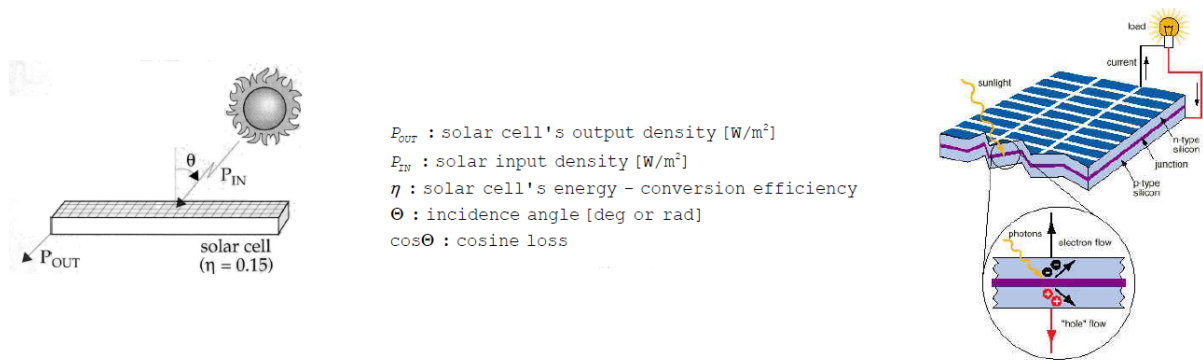 θ
P_IN
solar cell
(η = 0.15)
P_OUT
P_OUT : solar cell's output density [W/m²]
P_IN : solar input density [W/m²]
η : solar cell's energy - conversion efficiency
Θ : incidence angle [deg or rad]
cosΘ : cosine loss
load
current
sunlight
n-type
silicon
junction
p-type
silicon
photons
electron flow
"hole" flow